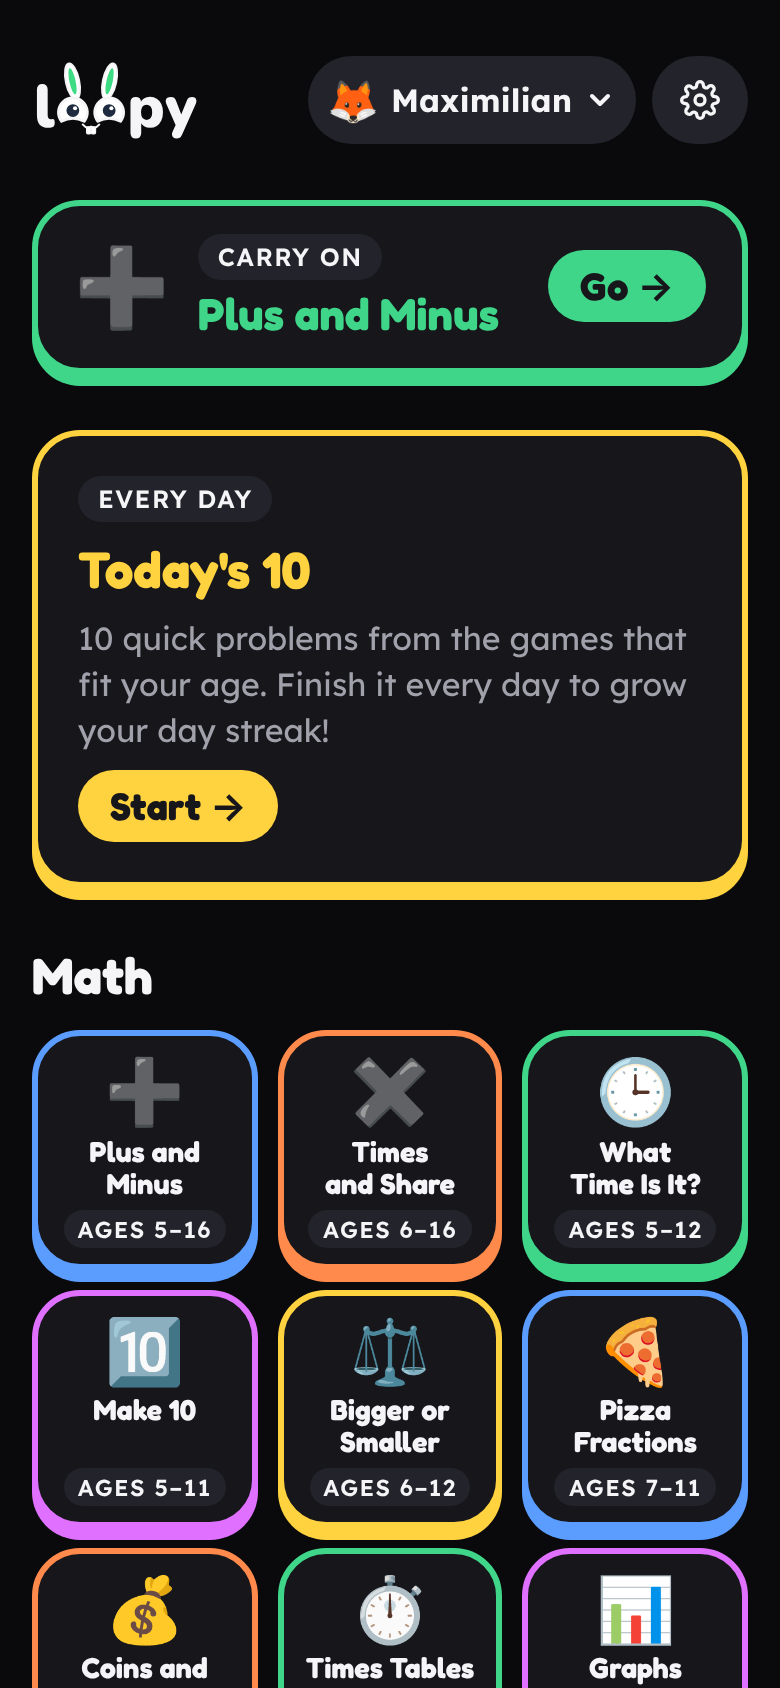 loopy
Maximilian
CARRY ON
Plus and Minus
Go →
EVERY DAY
Today's 10
10 quick problems from the games that
fit your age. Finish it every day to grow
your day streak!
Start →
Math
Plus and
Minus
AGES 5–16
Times
and Share
AGES 6–16
What
Time Is It?
AGES 5–12
10
Make 10
AGES 5–11
Bigger or
Smaller
AGES 6–12
Pizza
Fractions
AGES 7–11
Coins and
Times Tables
Graphs